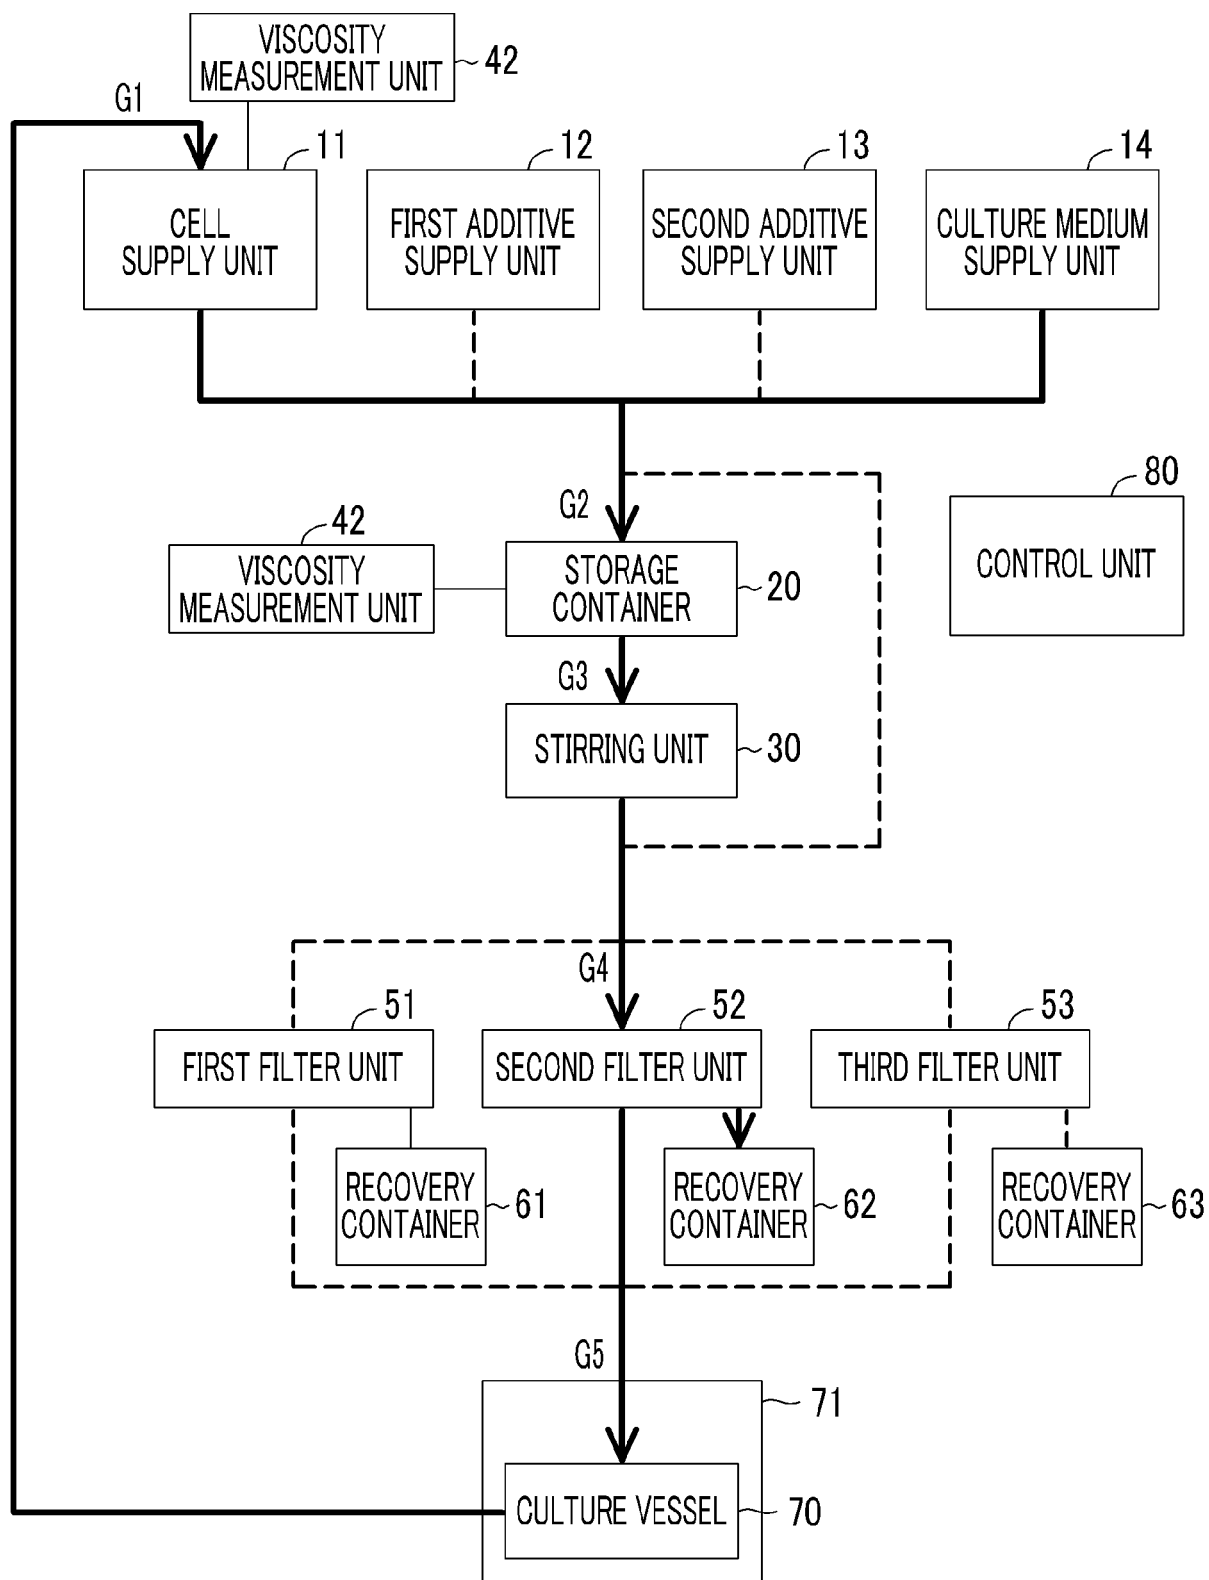 VISCOSITY
MEASUREMENT UNIT
42
G1
11
12
13
14
CELL
SUPPLY UNIT
FIRST ADDITIVE
SUPPLY UNIT
SECOND ADDITIVE
SUPPLY UNIT
CULTURE MEDIUM
SUPPLY UNIT
G2
80
CONTROL UNIT
42
VISCOSITY
MEASUREMENT UNIT
STORAGE
CONTAINER
20
G3
STIRRING UNIT
30
G4
51
52
53
FIRST FILTER UNIT
SECOND FILTER UNIT
THIRD FILTER UNIT
RECOVERY
CONTAINER
61
RECOVERY
CONTAINER
62
RECOVERY
CONTAINER
63
G5
71
CULTURE VESSEL
70